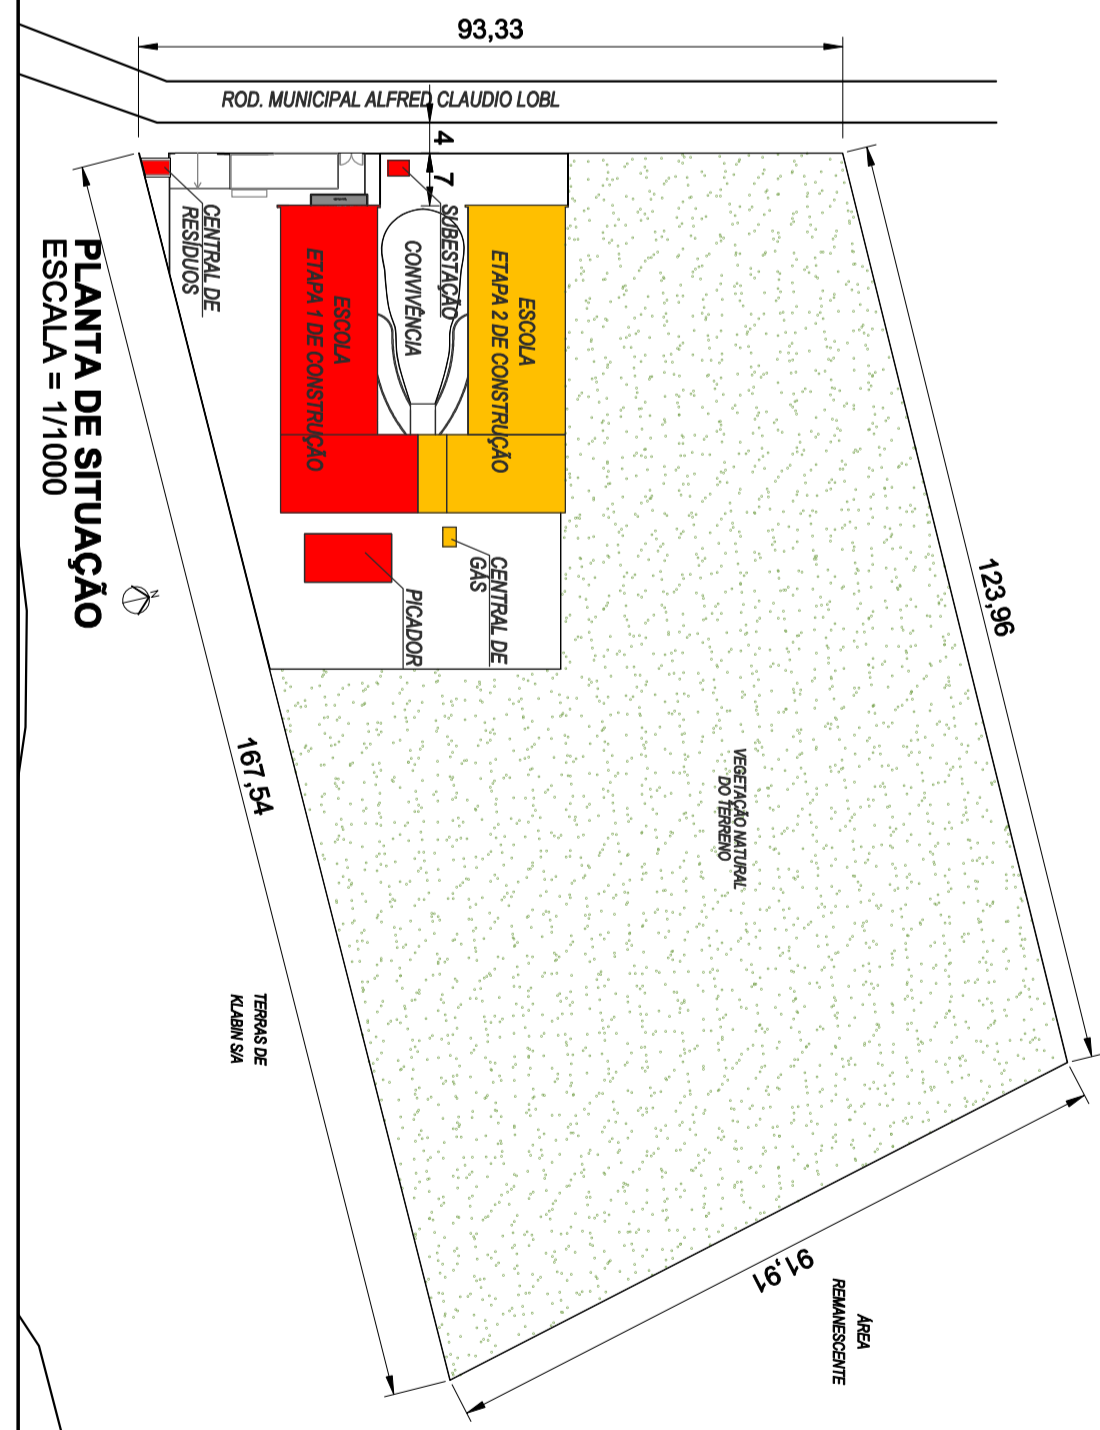 93,33
ROD. MUNICIPAL ALFRED CLAUDIO LOBL
4
7
SUBESTAÇÃO
CENTRAL DE
RESÍDUOS
ESCOLA
ETAPA 1 DE CONSTRUÇÃO
CONVIVÊNCIA
ESCOLA
ETAPA 2 DE CONSTRUÇÃO
CENTRAL DE
GÁS
PICADOR
123,96
VEGETAÇÃO NATURAL
DO TERRENO
167,54
91,91
TERRAS DE
KLABIN S/A
ÁREA
REMANESCENTE
N
PLANTA DE SITUAÇÃO
ESCALA = 1/1000